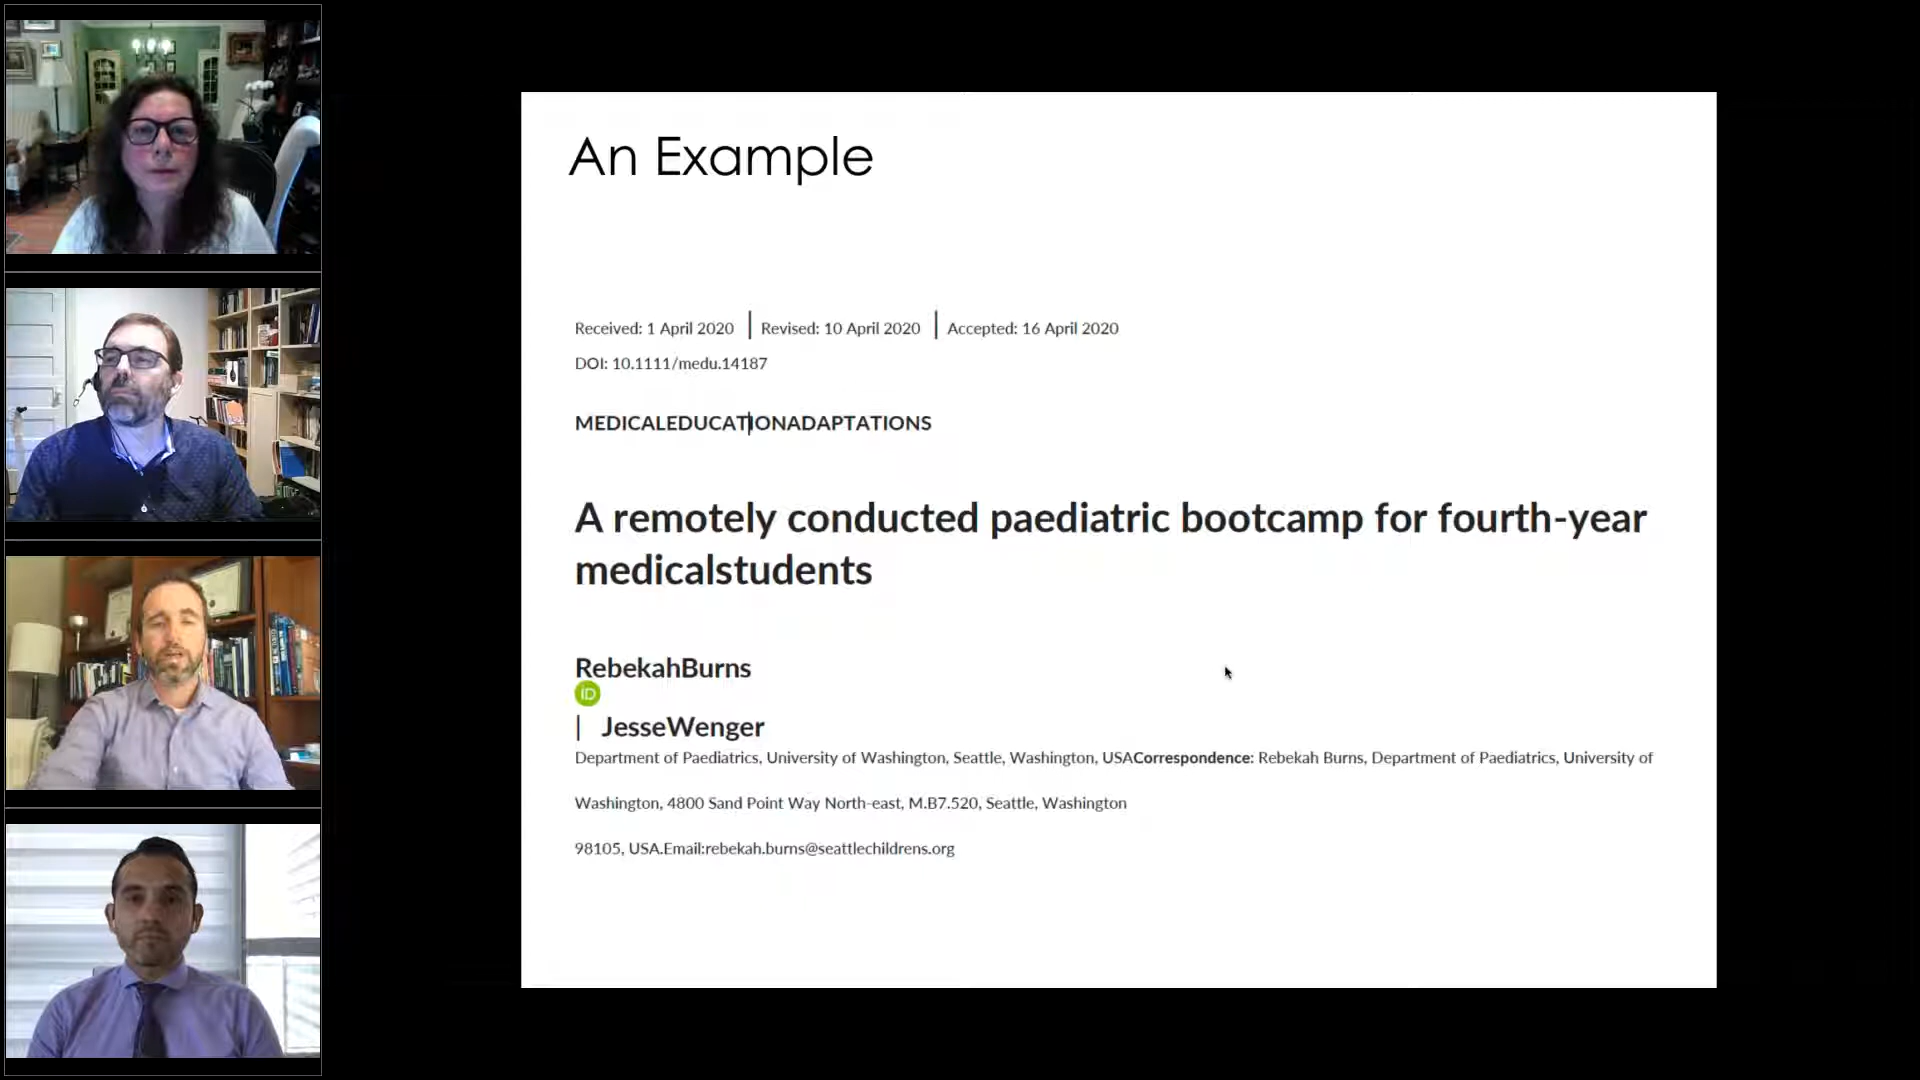 An Example
Received: 1 April 2020 | Revised: 10 April 2020 | Accepted: 16 April 2020
DOI: 10.1111/medu.14187
MEDICALEDUCATIONADAPTATIONS
A remotely conducted paediatric bootcamp for fourth-year
medicalstudents
RebekahBurns
iD
| JesseWenger
Department of Paediatrics, University of Washington, Seattle, Washington, USACorrespondence: Rebekah Burns, Department of Paediatrics, University of
Washington, 4800 Sand Point Way North-east, M.B7.520, Seattle, Washington
98105, USA.Email:rebekah.burns@seattlechildrens.org